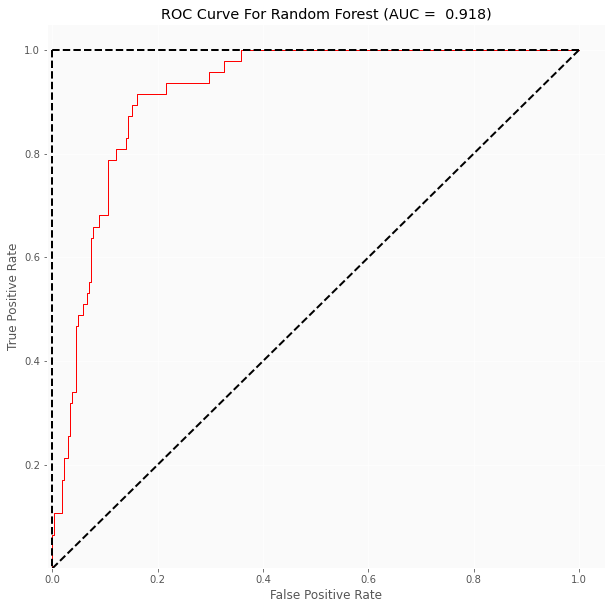 ROC Curve For Random Forest (AUC =  0.918)
1.0
0.8
0.6
0.4
0.2
True Positive Rate
0.0 0.2 0.4 0.6 0.8 1.0
False Positive Rate